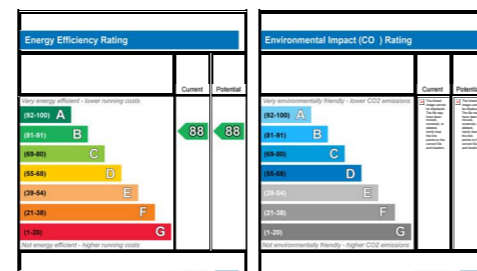 Energy Efficiency Rating
Current Potential
Very energy efficient - lower running costs
(92-100) A
(81-91) B
(69-80) C
(55-68) D
(39-54) E
(21-38) F
(1-20) G
88 88
Not energy efficient - higher running costs
Environmental Impact (CO ) Rating
Current Potentia
Very environmentally friendly - lower CO2 emissions
(92-100) A
(81-91) B
(69-80) C
(55-68) D
(39-54) E
(21-38) F
(1-20) G
Not environmentally friendly - higher CO2 emissions